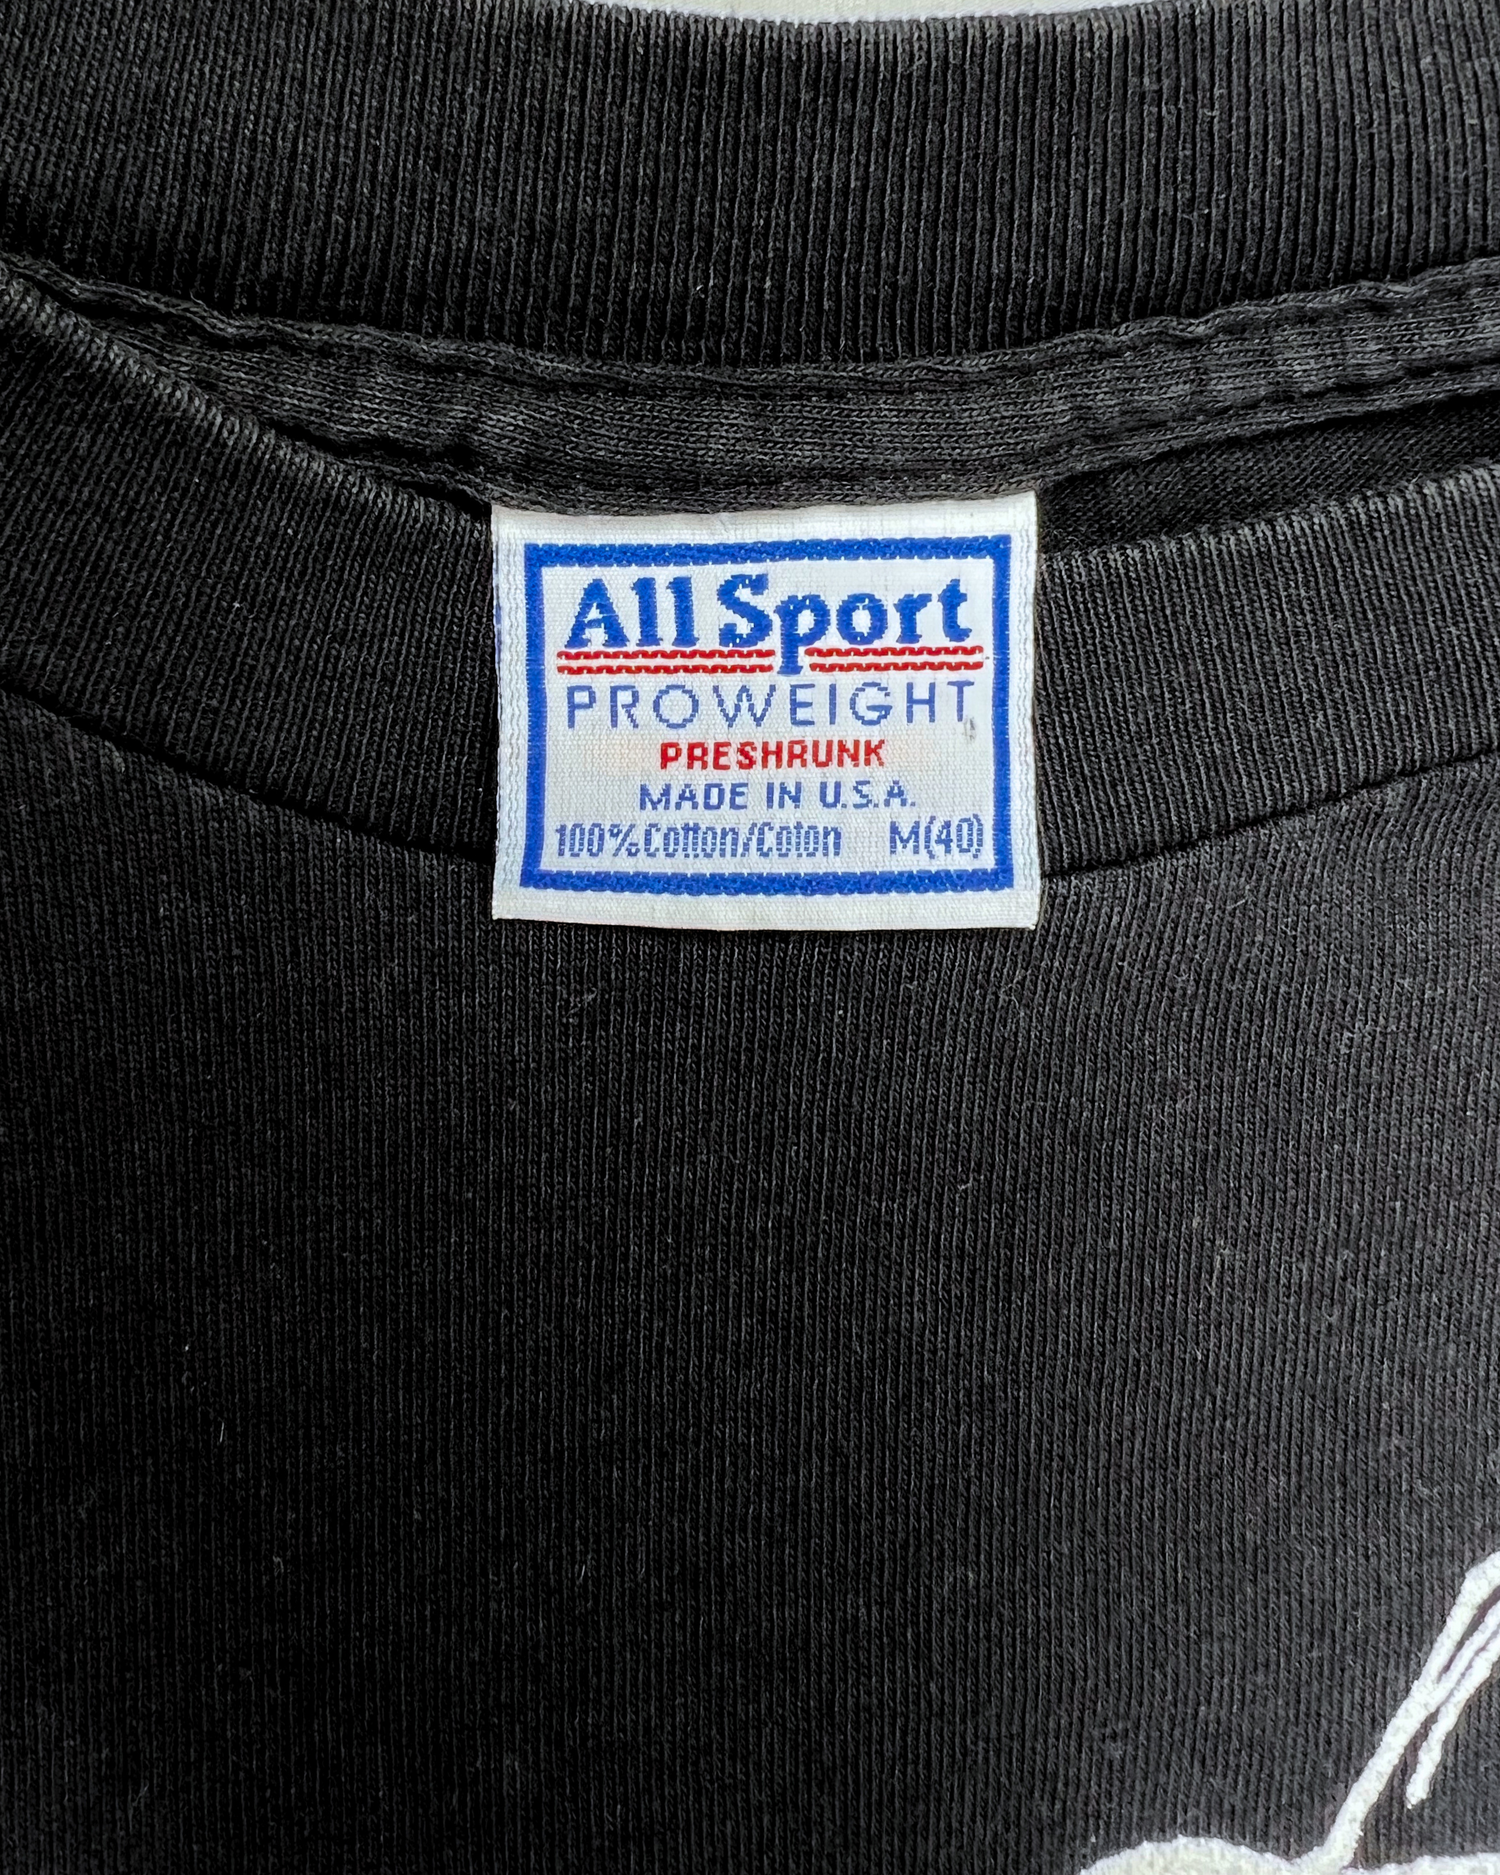 All Sport
PROWEIGHT
PRESHRUNK
MADE IN U.S.A.
100% Cotton/Coton M(40)